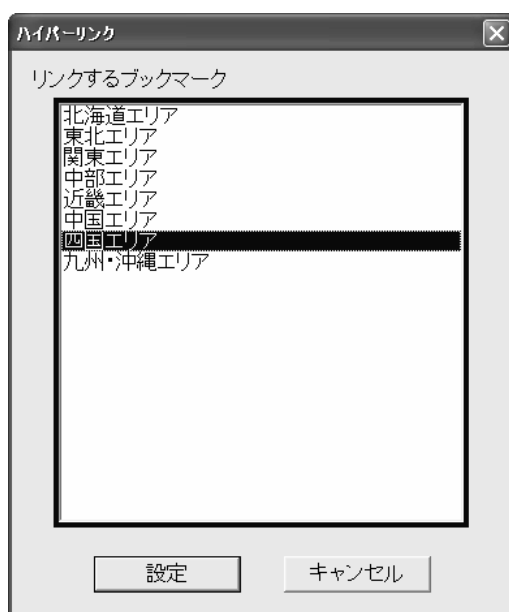 ハイパーリンク
リンクするブックマーク
北海道エリア
東北エリア
関東エリア
中部エリア
近畿エリア
中国エリア
四国エリア
九州・沖縄エリア
設定
キャンセル